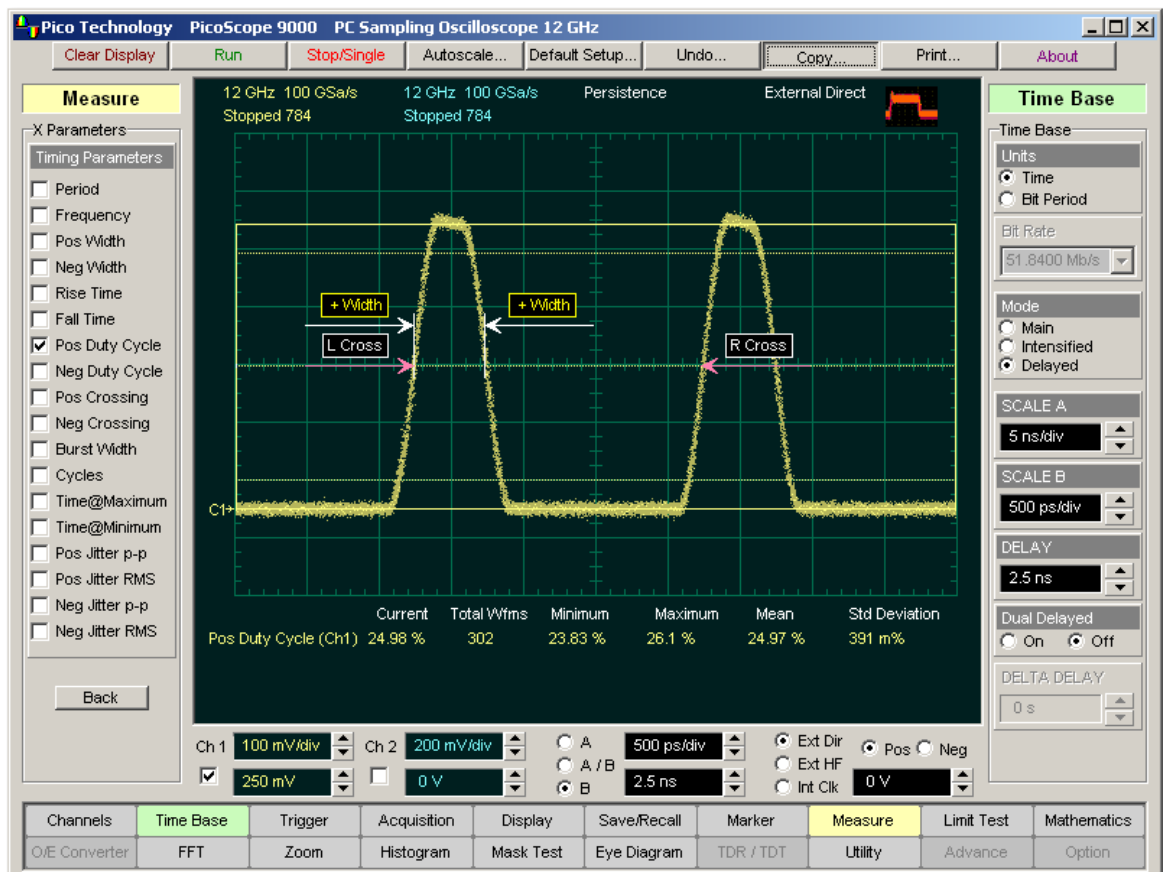 Pico Technology PicoScope 9000 PC Sampling Oscilloscope 12 GHz
Clear Display Run Stop/Single Autoscale... Default Setup... Undo... Copy... Print... About
Measure
X Parameters
Timing Parameters
Period
Frequency
Pos Width
Neg Width
Rise Time
Fall Time
Pos Duty Cycle
Neg Duty Cycle
Pos Crossing
Neg Crossing
Burst Width
Cycles
Time@Maximum
Time@Minimum
Pos Jitter p-p
Pos Jitter RMS
Neg Jitter p-p
Neg Jitter RMS
Back
12 GHz 100 GSa/s 12 GHz 100 GSa/s Persistence External Direct
Stopped 784 Stopped 784
+ Width + Width
L Cross R Cross
C1
Current Total Wfms Minimum Maximum Mean Std Deviation
Pos Duty Cycle (Ch1) 24.98 % 302 23.83 % 26.1 % 24.97 % 391 m%
Time Base
Time Base
Units
Time
Bit Period
Bit Rate
51.8400 Mb/s
Mode
Main
Intensified
Delayed
SCALE A
5 ns/div
SCALE B
500 ps/div
DELAY
2.5 ns
Dual Delayed
On Off
DELTA DELAY
0 s
Ch 1 100 mV/div Ch 2 200 mV/div A 500 ps/div Ext Dir Pos Neg
A / B Ext HF
250 mV 0 V B 2.5 ns Int Clk 0 V
Channels Time Base Trigger Acquisition Display Save/Recall Marker Measure Limit Test Mathematics
O/E Converter FFT Zoom Histogram Mask Test Eye Diagram TDR / TDT Utility Advance Option